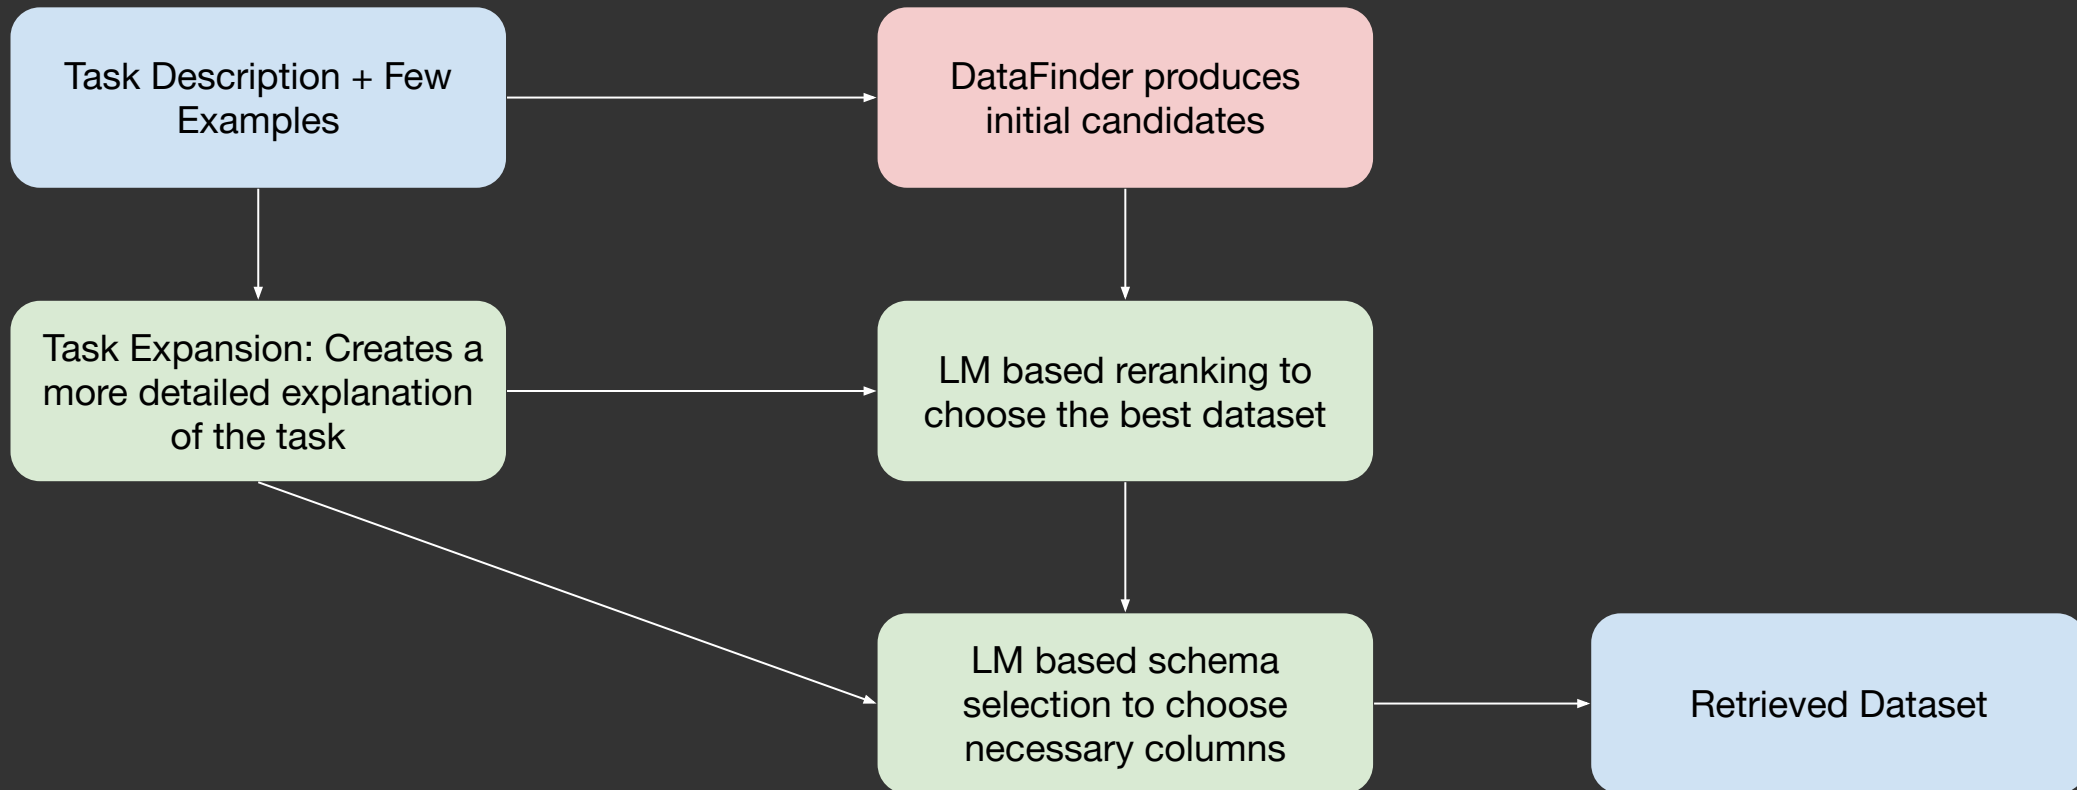 Task Description + Few
Examples
DataFinder produces
initial candidates
Task Expansion: Creates a
more detailed explanation
of the task
LM based reranking to
choose the best dataset
LM based schema
selection to choose
necessary columns
Retrieved Dataset